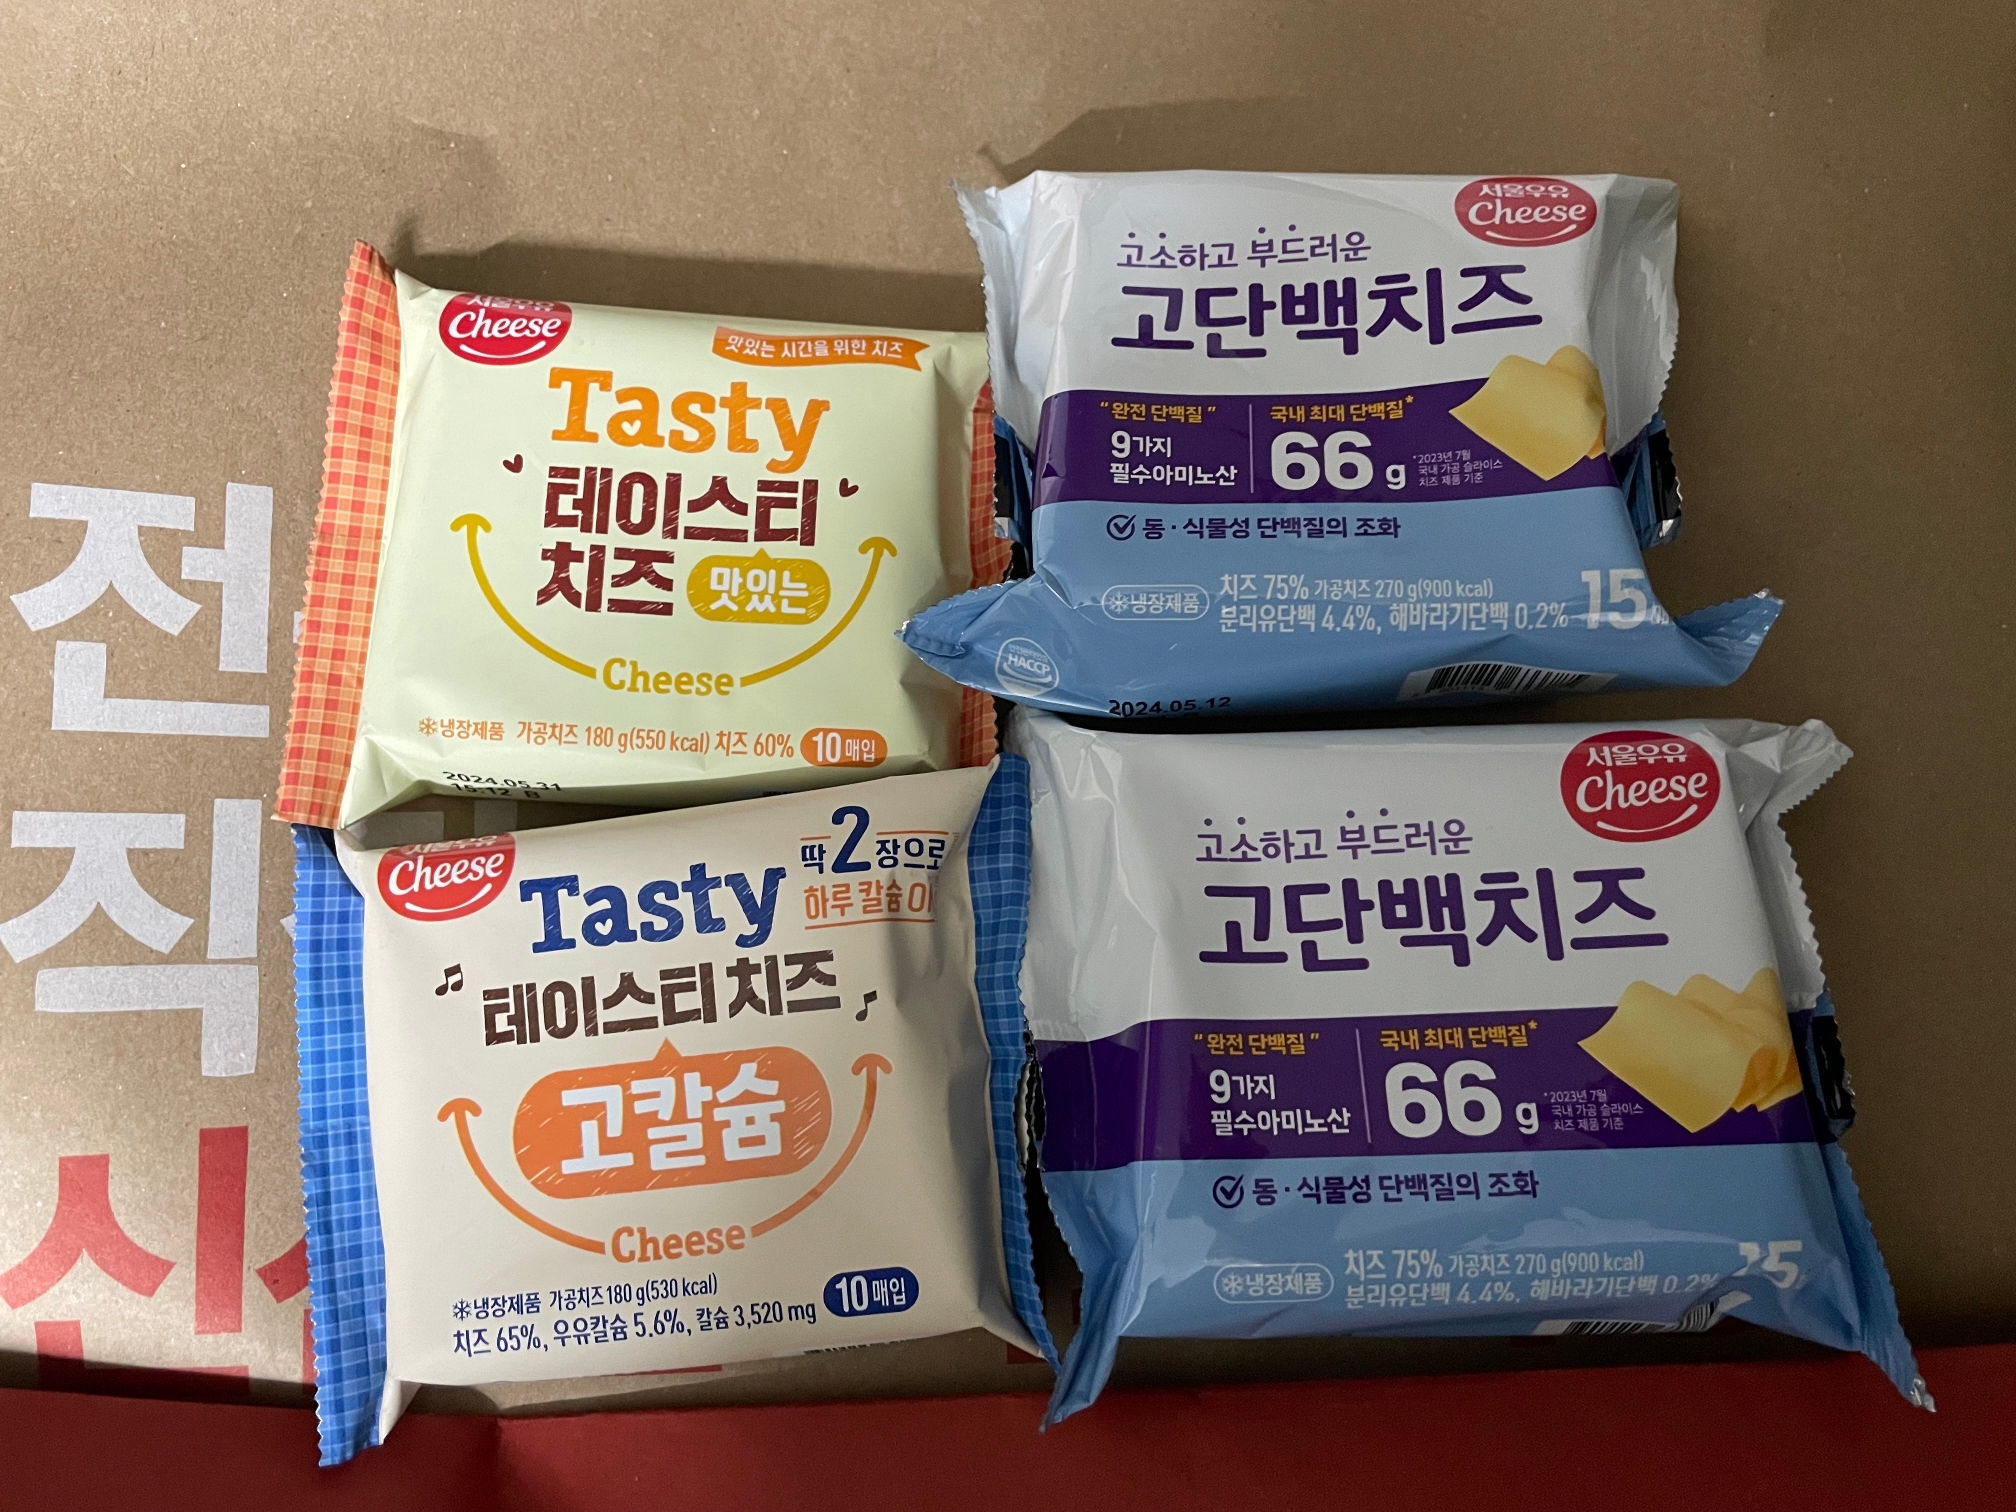 서울우유
Cheese
맛있는 시간을 위한 치즈
Tasty
테이스티
치즈 맛있는
Cheese
냉장제품 가공치즈 180 g(550 kcal) 치즈 60% 10매입
2024.05.31
15:12 B
서울우유
Cheese
고소하고 부드러운
고단백치즈
"완전 단백질"
9가지
필수아미노산
국내 최대 단백질*
66 g
*2023년 7월
국내 가공 슬라이스
치즈 제품 기준
동·식물성 단백질의 조화
냉장제품
치즈 75% 가공치즈 270 g(900 kcal)
분리유단백 4.4%, 해바라기단백 0.2%
15
HACCP
2024.05.12
서울우유
Cheese
Tasty
딱 2장으로
하루 칼슘
테이스티 치즈
고칼슘
Cheese
냉장제품 가공치즈 180 g(530 kcal)
치즈 65%, 우유칼슘 5.6%, 칼슘 3,520 mg
10매입
서울우유
Cheese
고소하고 부드러운
고단백치즈
"완전 단백질"
9가지
필수아미노산
국내 최대 단백질*
66 g
*2023년 7월
국내 가공 슬라이스
치즈 제품 기준
동·식물성 단백질의 조화
냉장제품
치즈 75% 가공치즈 270 g(900 kcal)
분리유단백 4.4%, 해바라기단백 0.2%
15
전
직
신